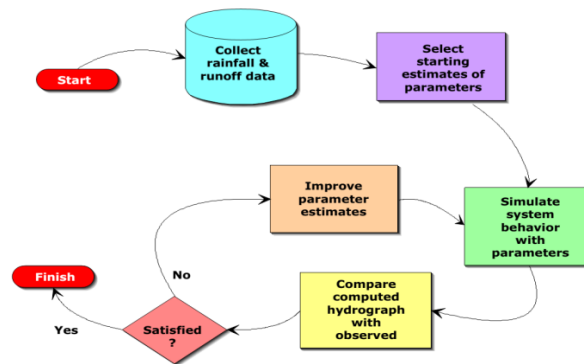 Start
Collect
rainfall &
runoff data
Select
starting
estimates of
parameters
Improve
parameter
estimates
Simulate
system
behavior
with
parameters
Compare
computed
hydrograph
with
observed
Satisfied
?
No
Yes
Finish